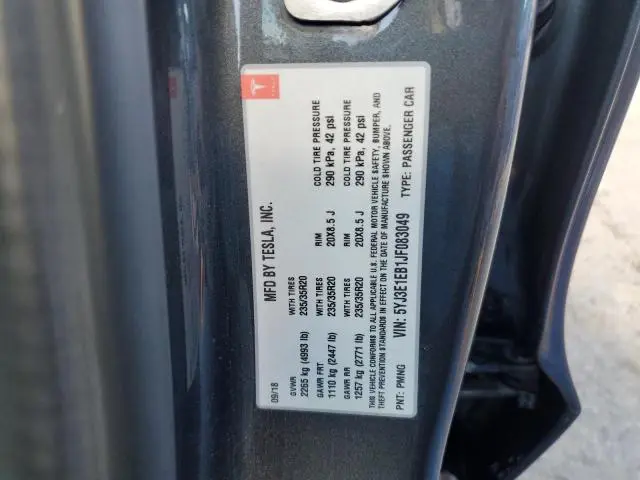 TESLA
MFD BY TESLA, INC.
09/18
GVWR
2265 kg (4993 lb)
WITH TIRES
235/35R20
RIM
20X8.5 J
COLD TIRE PRESSURE
290 kPa, 42 psi
GAWR FRT
1110 kg (2447 lb)
WITH TIRES
235/35R20
RIM
20X8.5 J
COLD TIRE PRESSURE
290 kPa, 42 psi
GAWR RR
1257 kg (2771 lb)
THIS VEHICLE CONFORMS TO ALL APPLICABLE U.S. FEDERAL MOTOR VEHICLE SAFETY, BUMPER, AND
THEFT PREVENTION STANDARDS IN EFFECT ON THE DATE OF MANUFACTURE SHOWN ABOVE.
VIN: 5YJ3E1EB1JF083049
PNT: PMNG
TYPE: PASSENGER CAR